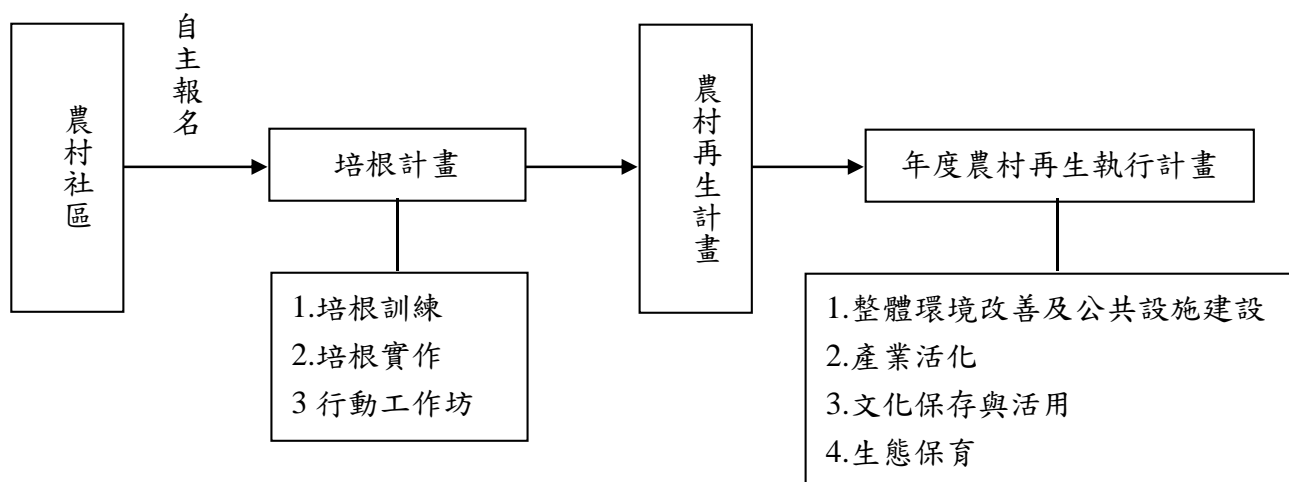 農村社區
自主報名
培根計畫
1.培根訓練
2.培根實作
3 行動工作坊
農村再生計畫
年度農村再生執行計畫
1.整體環境改善及公共設施建設
2.產業活化
3.文化保存與活用
4.生態保育